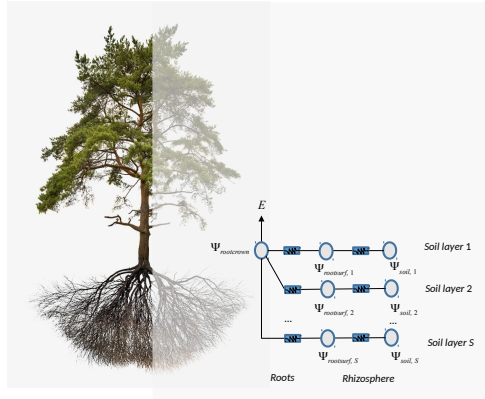 E
Ψrootcrown
Soil layer 1
Ψrootsurf, 1
Ψsoil, 1
Soil layer 2
Ψrootsurf, 2
Ψsoil, 2
...
...
Soil layer S
Ψrootsurf, S
Ψsoil, S
Roots
Rhizosphere